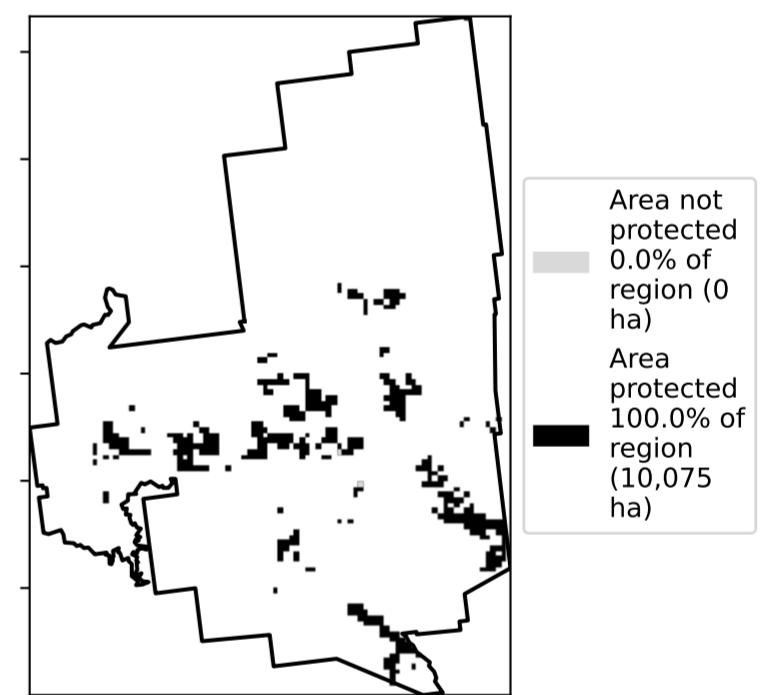 Area not
protected
0.0% of
region (0
ha)
Area
protected
100.0% of
region
(10,075
ha)